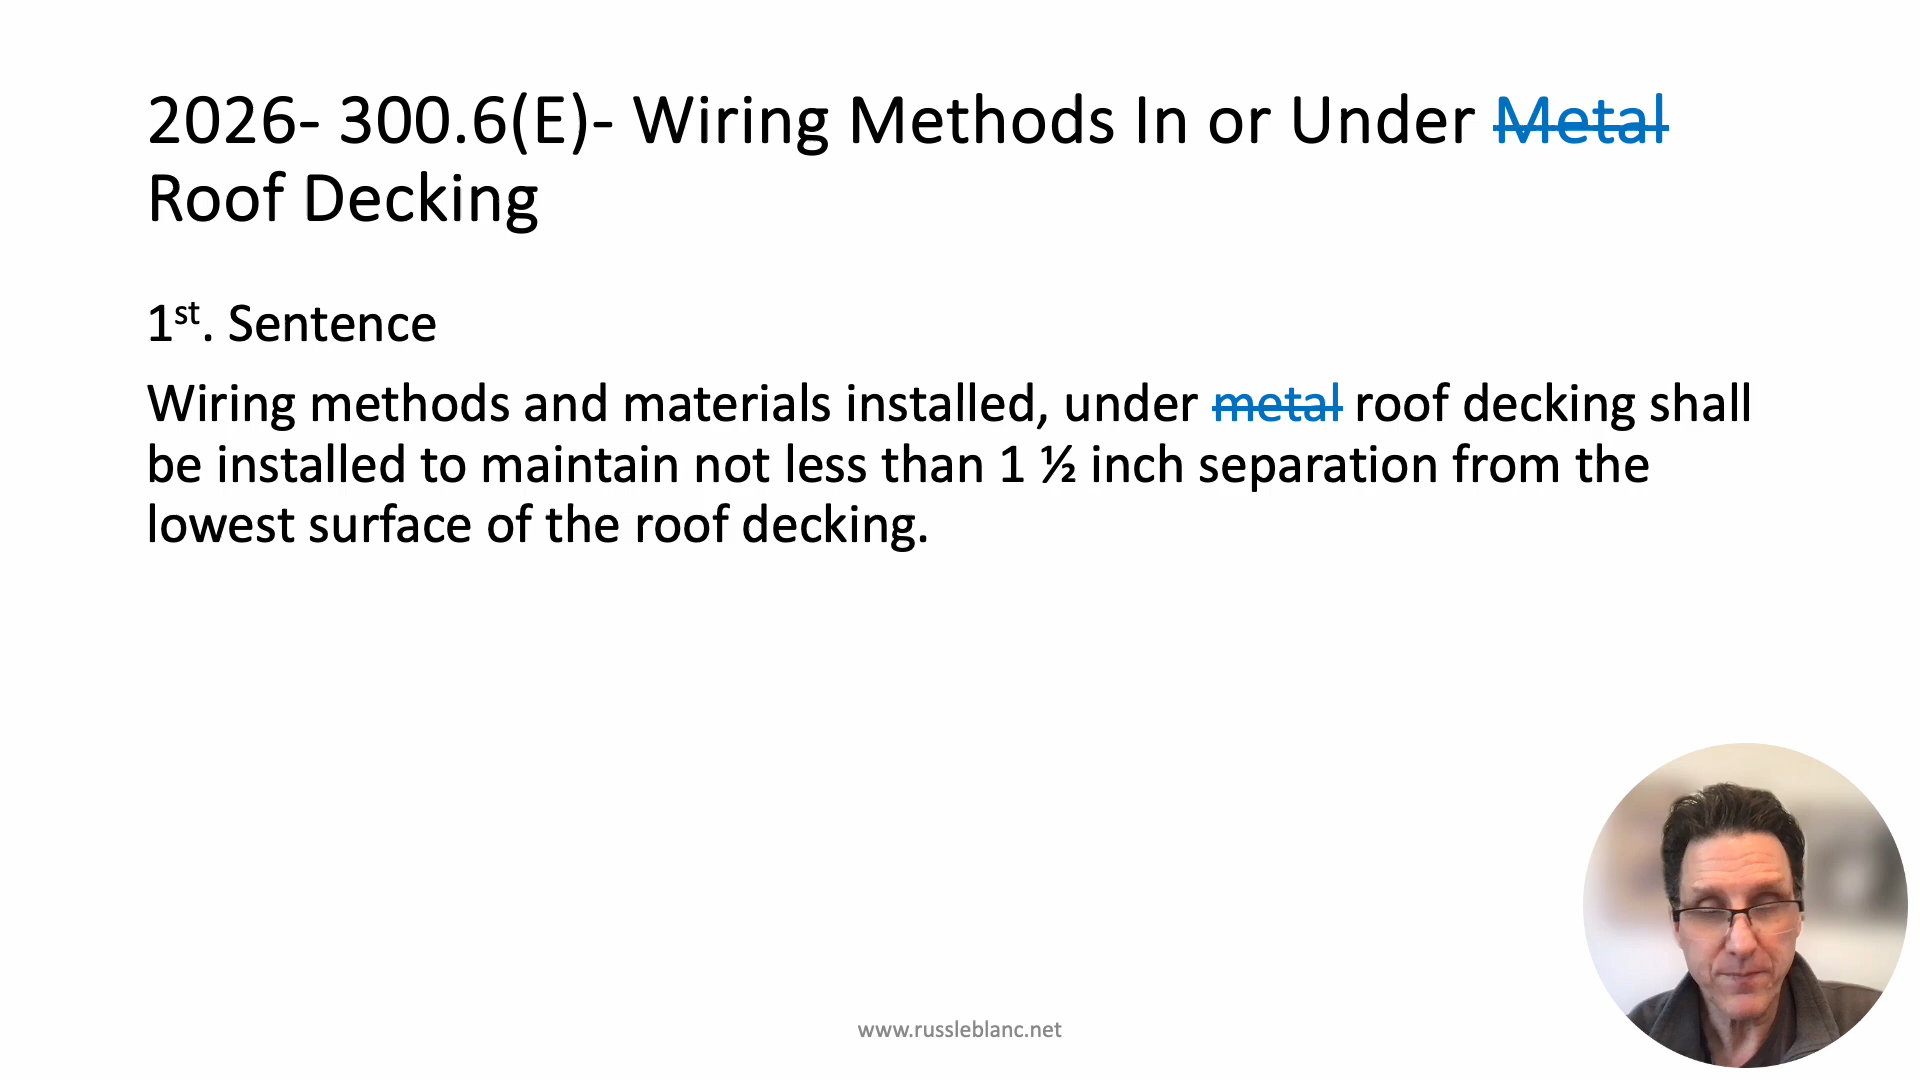 2026- 300.6(E)- Wiring Methods In or Under Metal
Roof Decking
1st. Sentence
Wiring methods and materials installed, under metal roof decking shall
be installed to maintain not less than 1 ½ inch separation from the
lowest surface of the roof decking.
www.russleblanc.net